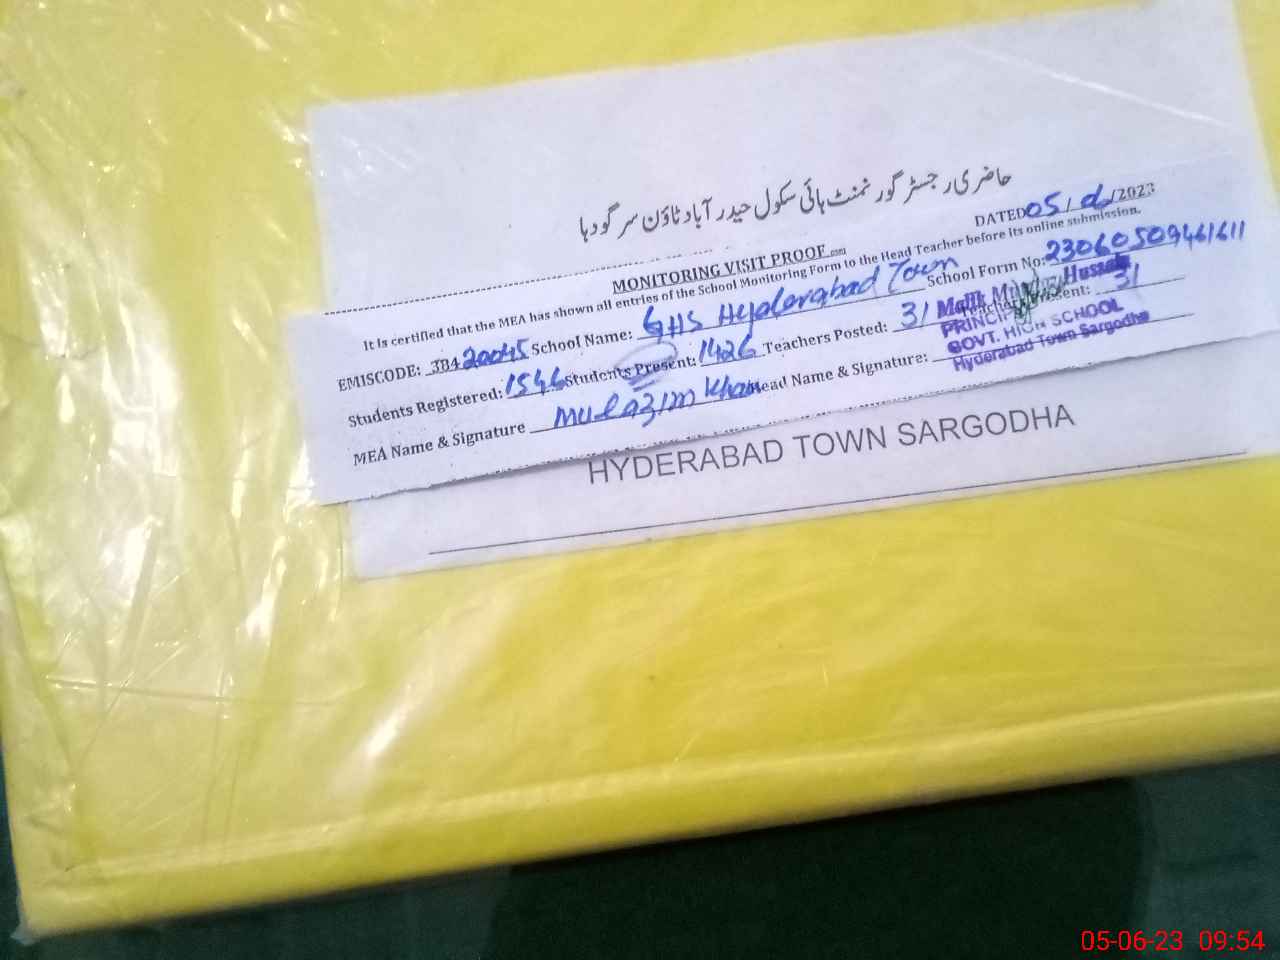 حاضری رجسٹر گورنمنٹ ہائی سکول حیدر آباد ٹاؤن سرگودہا
DATED 05/ /2023
MONITORING VISIT PROOF
It is certified that the MEA has shown all entries of the School Monitoring Form to the Head Teacher before its online submission.
EMISCODE: 38420045 School Name: GHS Hyderabad Town School Form No: 23060509461611
Students Registered: 1546 Students Present: 1426 Teachers Posted: 31 Teachers Present: 31
MEA Name & Signature Mulazim Khan Head Name & Signature:
Malik Hussain
PRINCIPAL
GOVT. HIGH SCHOOL
Hyderabad Town Sargodha
HYDERABAD TOWN SARGODHA
05-06-23 09:54